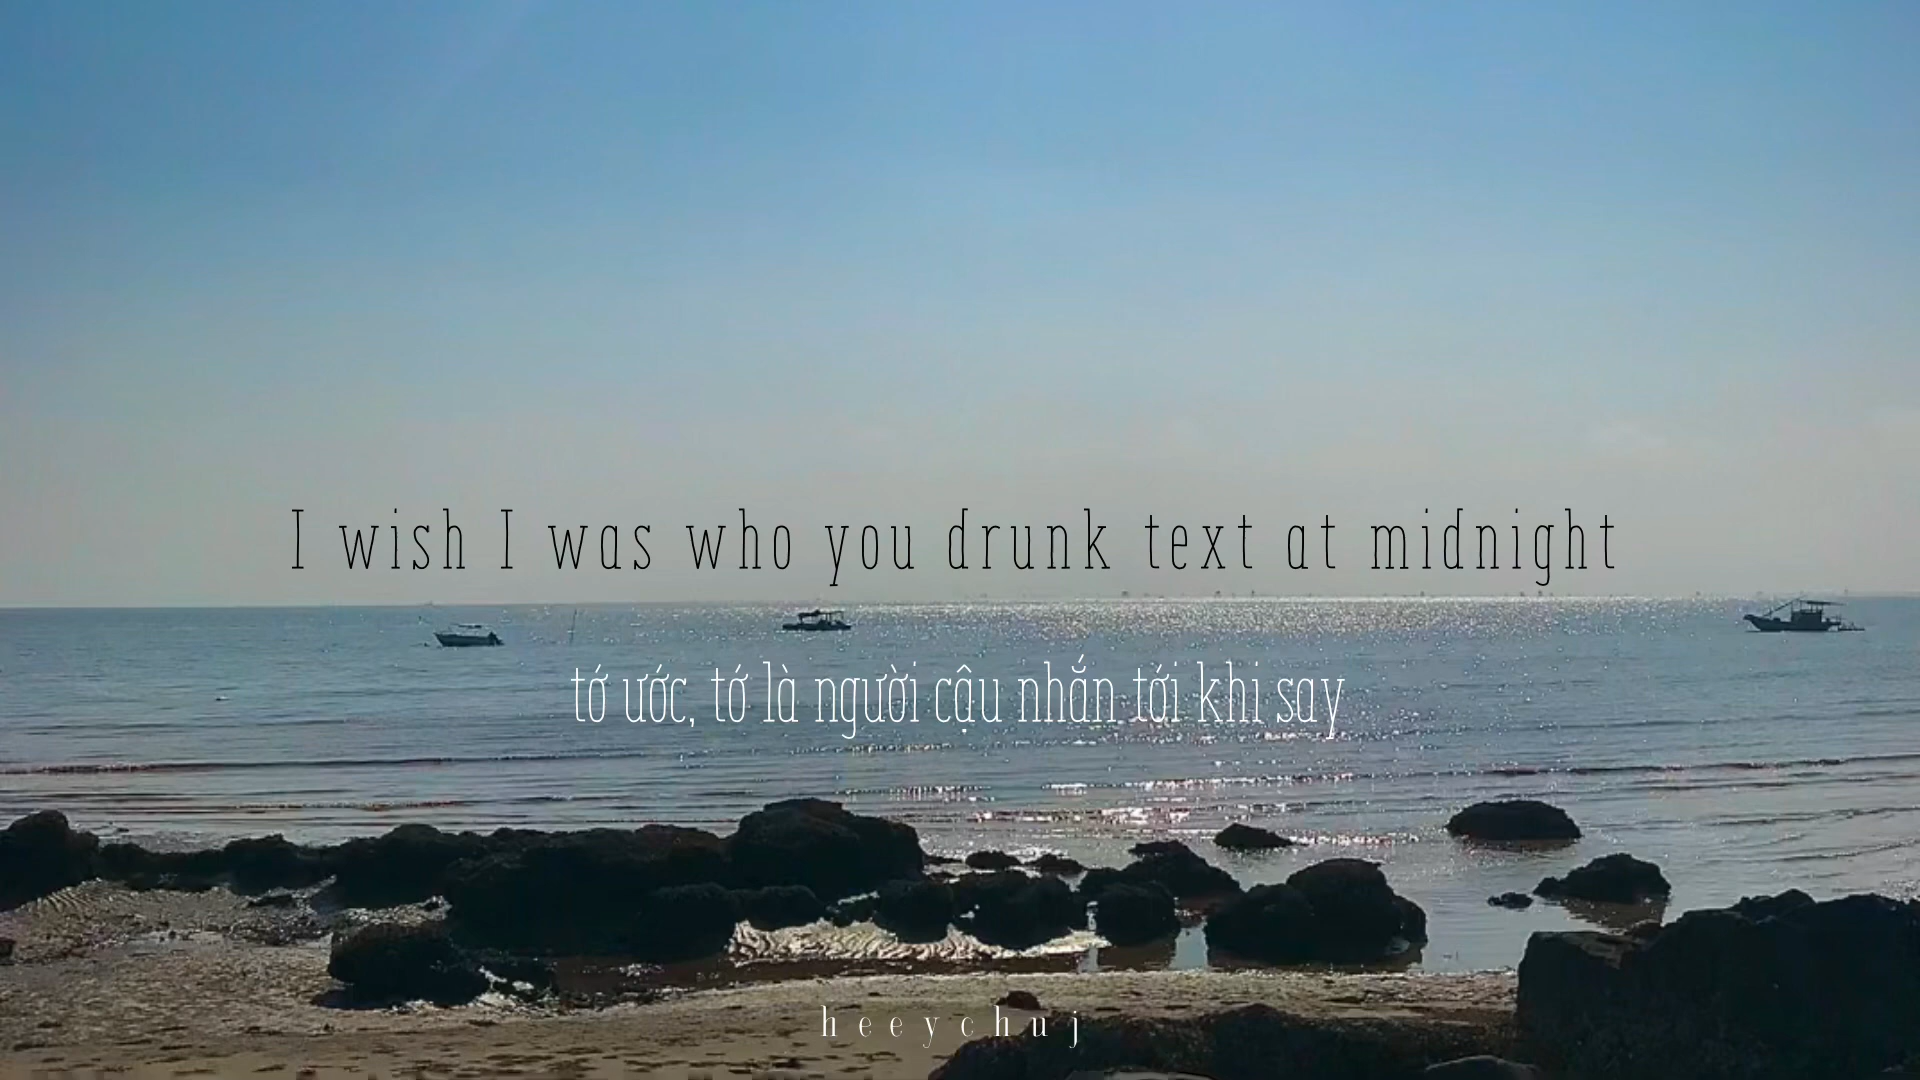 I wish I was who you drunk text at midnight
tớ ước, tớ là người cậu nhắn tới khi say
heeychuj